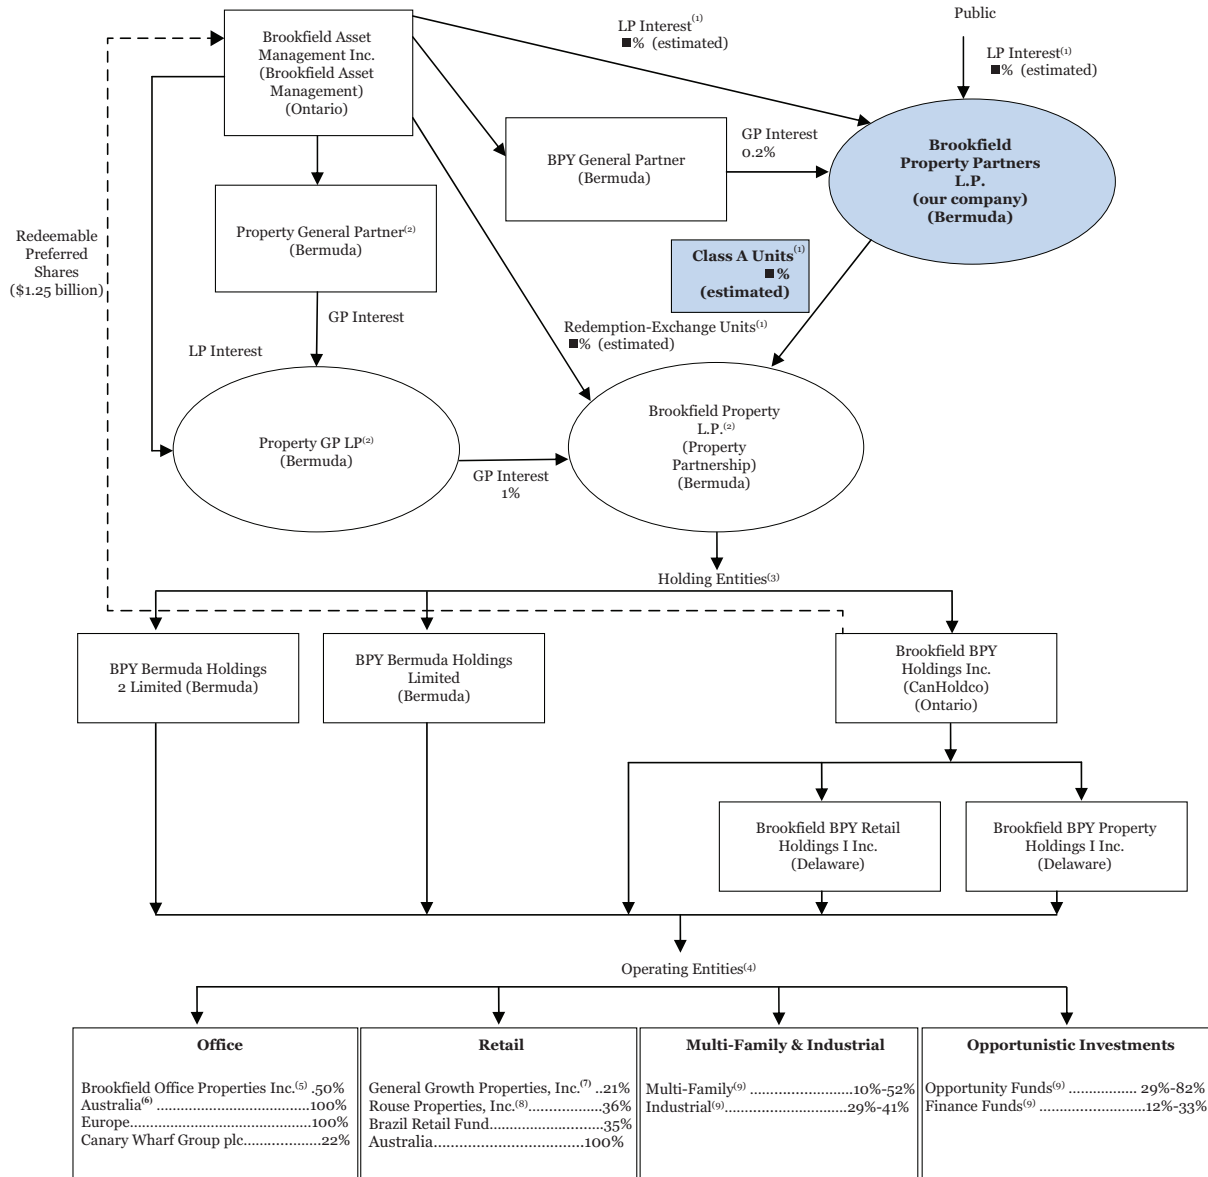 Public
Brookfield Asset
Management Inc.
(Brookfield Asset
Management)
(Ontario)
LP Interest(1)
■% (estimated)
LP Interest(1)
■% (estimated)
BPY General Partner
(Bermuda)
GP Interest
0.2%
Brookfield
Property Partners
L.P.
(our company)
(Bermuda)
Redeemable
Preferred
Shares
($1.25 billion)
Property General Partner(2)
(Bermuda)
Class A Units(1)
■%
(estimated)
GP Interest
LP Interest
Redemption-Exchange Units(1)
■% (estimated)
Property GP LP(2)
(Bermuda)
GP Interest
1%
Brookfield Property
L.P.(2)
(Property
Partnership)
(Bermuda)
Holding Entities(3)
BPY Bermuda Holdings
2 Limited (Bermuda)
BPY Bermuda Holdings
Limited
(Bermuda)
Brookfield BPY
Holdings Inc.
(CanHoldco)
(Ontario)
Brookfield BPY Retail
Holdings I Inc.
(Delaware)
Brookfield BPY Property
Holdings I Inc.
(Delaware)
Operating Entities(4)
Office
Brookfield Office Properties Inc.(5) .50%
Australia(6) ......................................100%
Europe.............................................100%
Canary Wharf Group plc..................22%
Retail
General Growth Properties, Inc.(7) ..21%
Rouse Properties, Inc.(8)...................36%
Brazil Retail Fund............................35%
Australia........................................100%
Multi-Family & Industrial
Multi-Family(9) .........................10%-52%
Industrial(9)..............................29%-41%
Opportunistic Investments
Opportunity Funds(9) ................ 29%-82%
Finance Funds(9) .........................12%-33%